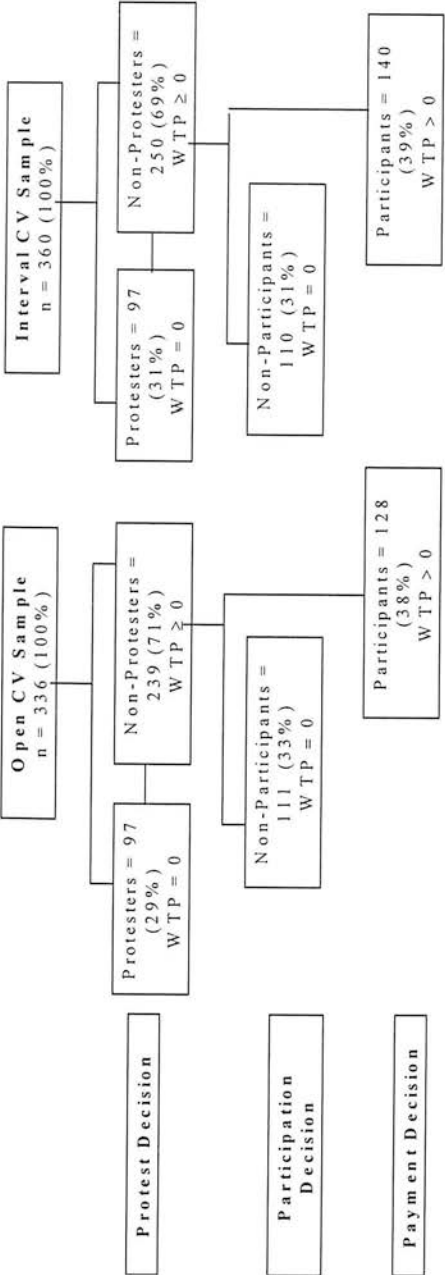 Open CV Sample
n = 336 (100%)
Interval CV Sample
n = 360 (100%)
Protest Decision
Protesters = 97
(29%)
WTP = 0
Non-Protesters =
239 (71%)
WTP ≥ 0
Protesters = 97
(31%)
WTP = 0
Non-Protesters =
250 (69%)
WTP ≥ 0
Participation
Decision
Non-Participants =
111 (33%)
WTP = 0
Non-Participants =
110 (31%)
WTP = 0
Payment Decision
Participants = 128
(38%)
WTP > 0
Participants = 140
(39%)
WTP > 0